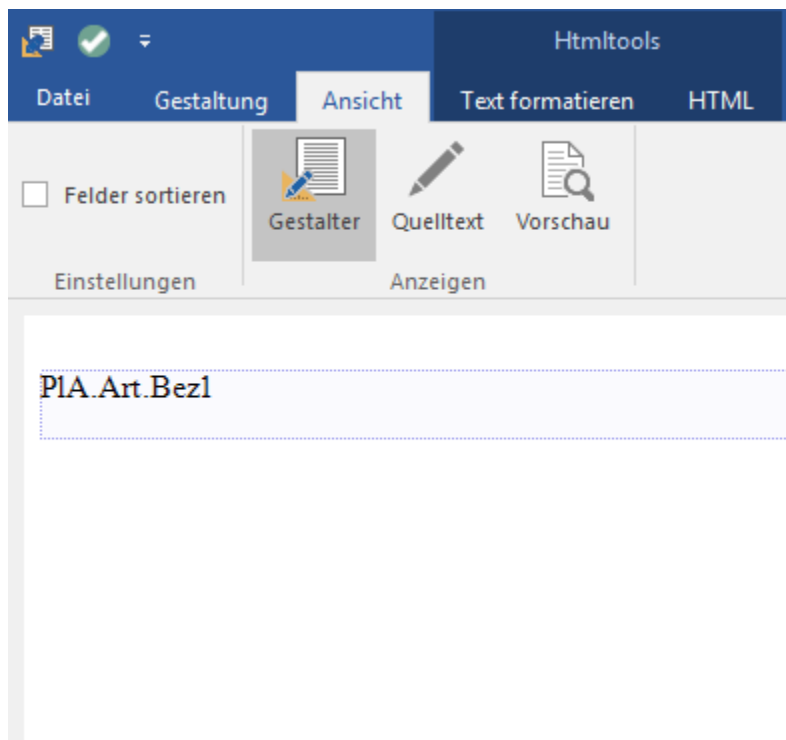 Htmltools
Datei Gestaltung Ansicht Text formatieren HTML
Felder sortieren
Gestalter Quelltext Vorschau
Einstellungen Anzeigen
PlA.Art.Bez1